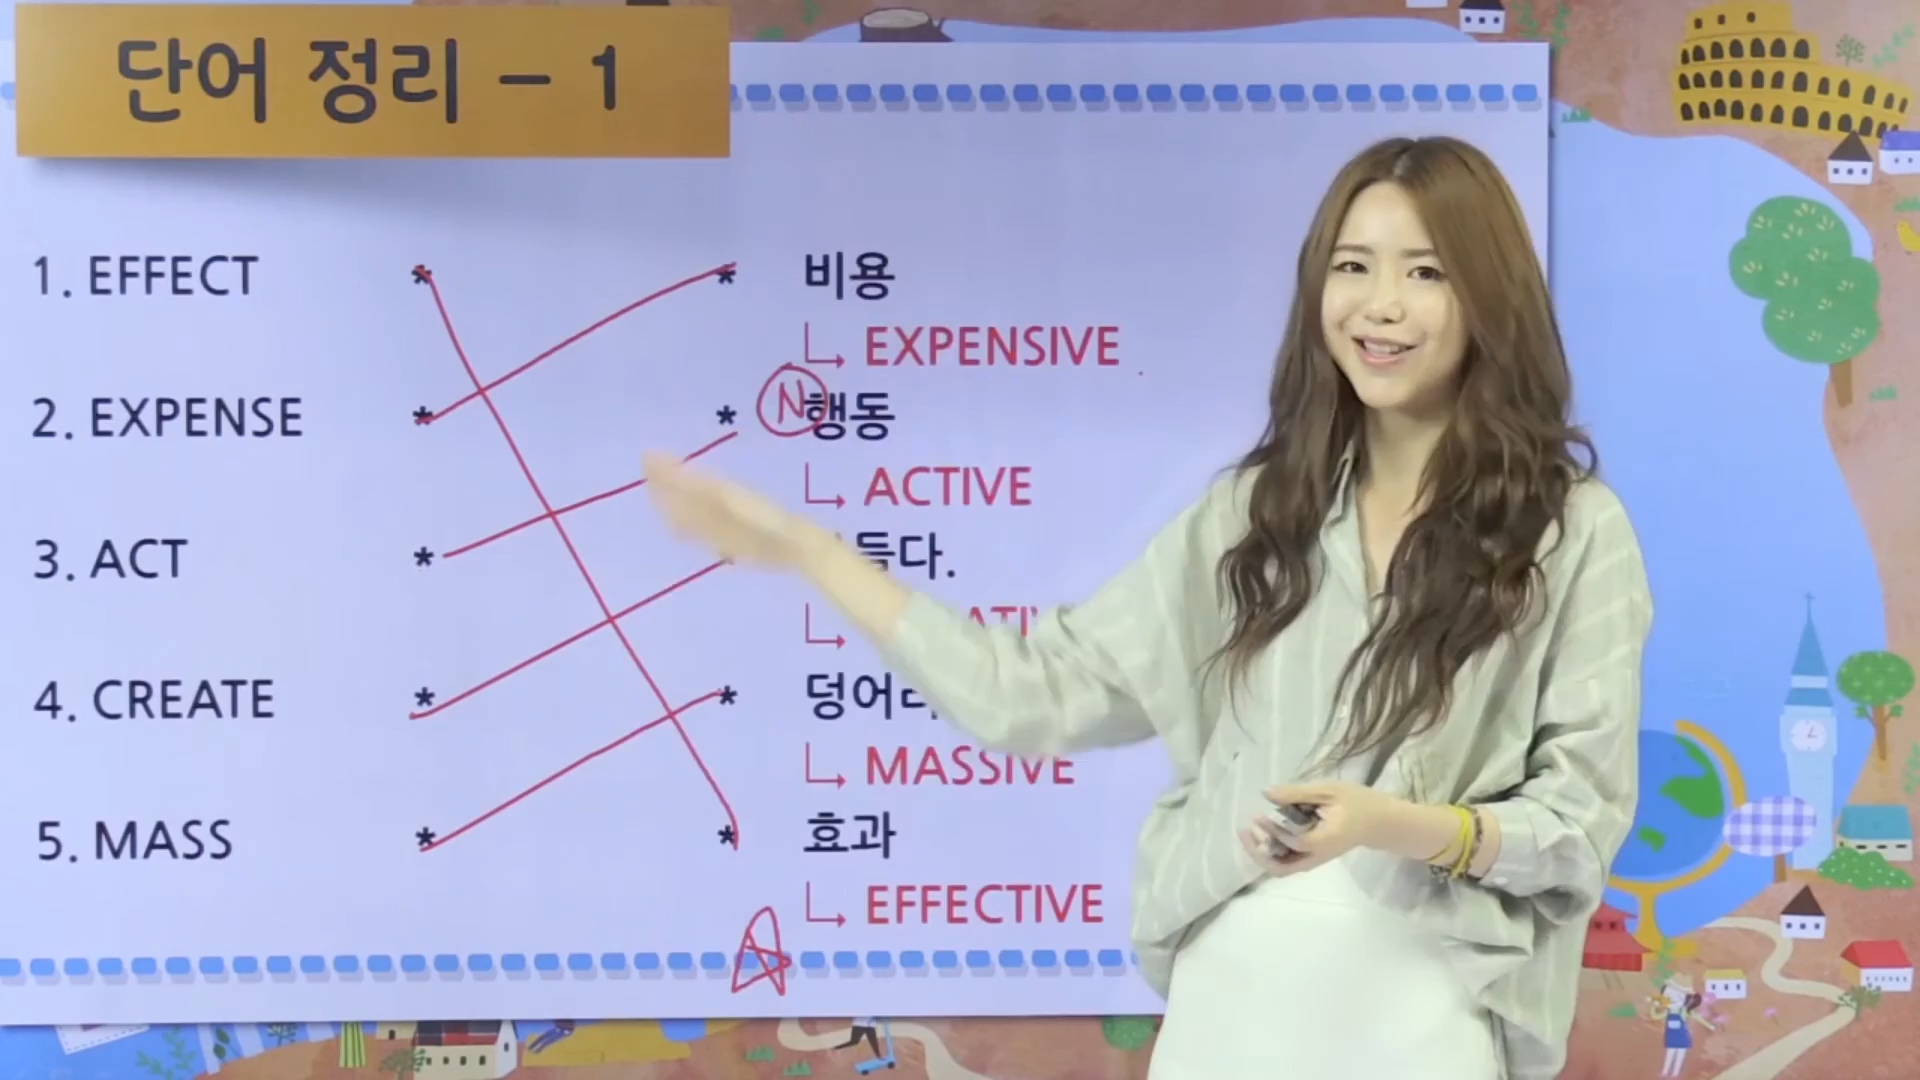 단어 정리 - 1
1. EFFECT * * 비용
↳ EXPENSIVE
2. EXPENSE * * N 행동
↳ ACTIVE
3. ACT *
4. CREATE * *
↳ MASSIVE
5. MASS * * 효과
↳ EFFECTIVE